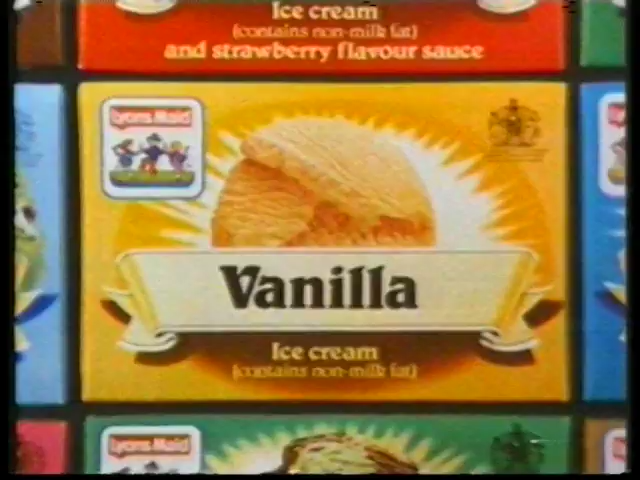 Ice cream
(contains non-milk fat)
and strawberry flavour sauce
Lyons Maid
Vanilla
Ice cream
(contains non-milk fat)
Lyons Maid